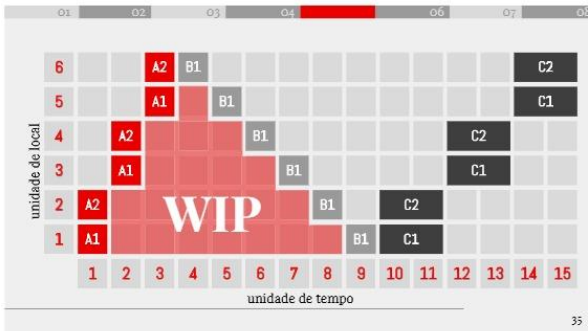 01 02 03 04 06 07 08
6 A2 B1 C2
5 A1 B1 C1
4 A2 B1 C2
3 A1 B1 C1
2 A2 B1 C2
WIP
1 A1 B1 C1
1 2 3 4 5 6 7 8 9 10 11 12 13 14 15
unidade de local
unidade de tempo
35